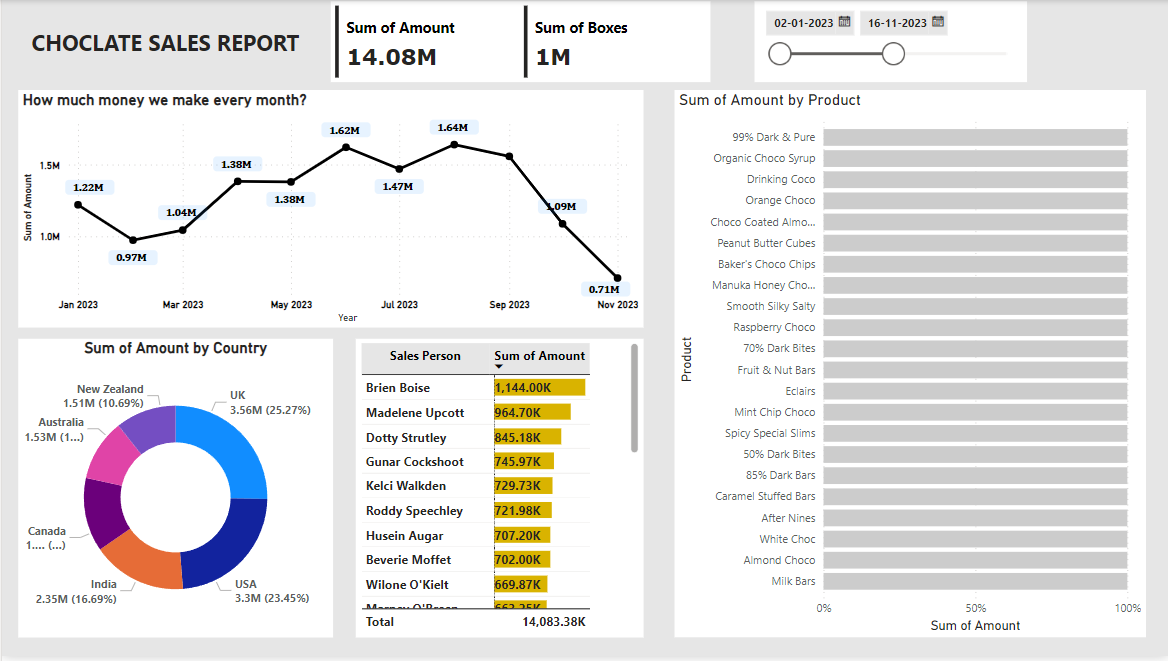 CHOCLATE SALES REPORT
Sum of Amount
14.08M
Sum of Boxes
1M
02-01-2023
16-11-2023
How much money we make every month?
Sum of Amount
1.5M
1.0M
1.22M
0.97M
1.04M
1.38M
1.38M
1.62M
1.47M
1.64M
1.09M
0.71M
Jan 2023
Mar 2023
May 2023
Jul 2023
Sep 2023
Nov 2023
Year
Sum of Amount by Country
New Zealand
1.51M (10.69%)
UK
3.56M (25.27%)
Australia
1.53M (1...)
Canada
1.... (...)
India
2.35M (16.69%)
USA
3.3M (23.45%)
Sales Person Sum of Amount
Brien Boise 1,144.00K
Madelene Upcott 964.70K
Dotty Strutley 845.18K
Gunar Cockshoot 745.97K
Kelci Walkden 729.73K
Roddy Speechley 721.98K
Husein Augar 707.20K
Beverie Moffet 702.00K
Wilone O'Kielt 669.87K
Total 14,083.38K
Sum of Amount by Product
Product
99% Dark & Pure
Organic Choco Syrup
Drinking Coco
Orange Choco
Choco Coated Almo...
Peanut Butter Cubes
Baker's Choco Chips
Manuka Honey Cho...
Smooth Silky Salty
Raspberry Choco
70% Dark Bites
Fruit & Nut Bars
Eclairs
Mint Chip Choco
Spicy Special Slims
50% Dark Bites
85% Dark Bars
Caramel Stuffed Bars
After Nines
White Choc
Almond Choco
Milk Bars
0%
50%
100%
Sum of Amount